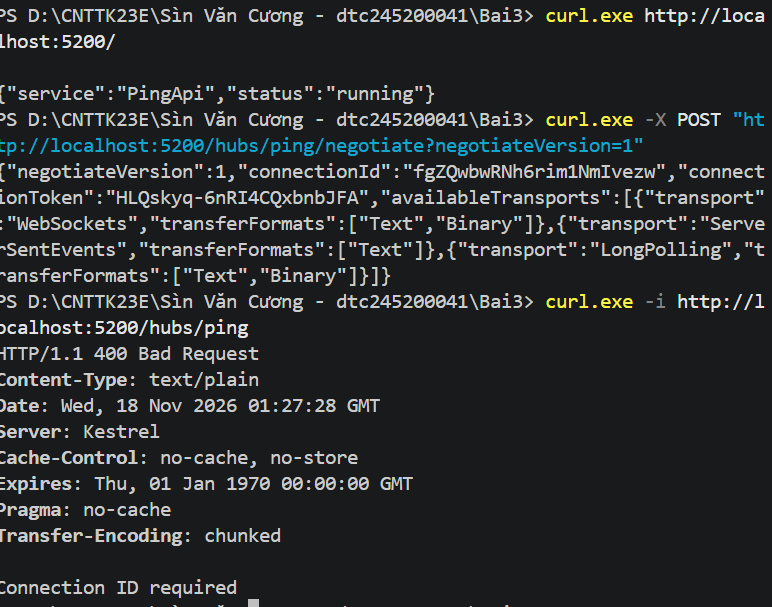 PS D:\CNTTK23E\Sìn Văn Cương - dtc245200041\Bai3> curl.exe http://loca
lhost:5200/
{"service":"PingApi","status":"running"}
PS D:\CNTTK23E\Sìn Văn Cương - dtc245200041\Bai3> curl.exe -X POST "ht
tp://localhost:5200/hubs/ping/negotiate?negotiateVersion=1"
{"negotiateVersion":1,"connectionId":"fgZQwbwRNh6rim1NmIvezw","connect
ionToken":"HLQskyq-6nRI4CQxbnbJFA","availableTransports":[{"transport"
:"WebSockets","transferFormats":["Text","Binary"]},{"transport":"Serve
rSentEvents","transferFormats":["Text"]},{"transport":"LongPolling","t
ransferFormats":["Text","Binary"]}]}
PS D:\CNTTK23E\Sìn Văn Cương - dtc245200041\Bai3> curl.exe -i http://l
ocalhost:5200/hubs/ping
HTTP/1.1 400 Bad Request
Content-Type: text/plain
Date: Wed, 18 Nov 2026 01:27:28 GMT
Server: Kestrel
Cache-Control: no-cache, no-store
Expires: Thu, 01 Jan 1970 00:00:00 GMT
Pragma: no-cache
Transfer-Encoding: chunked
Connection ID required